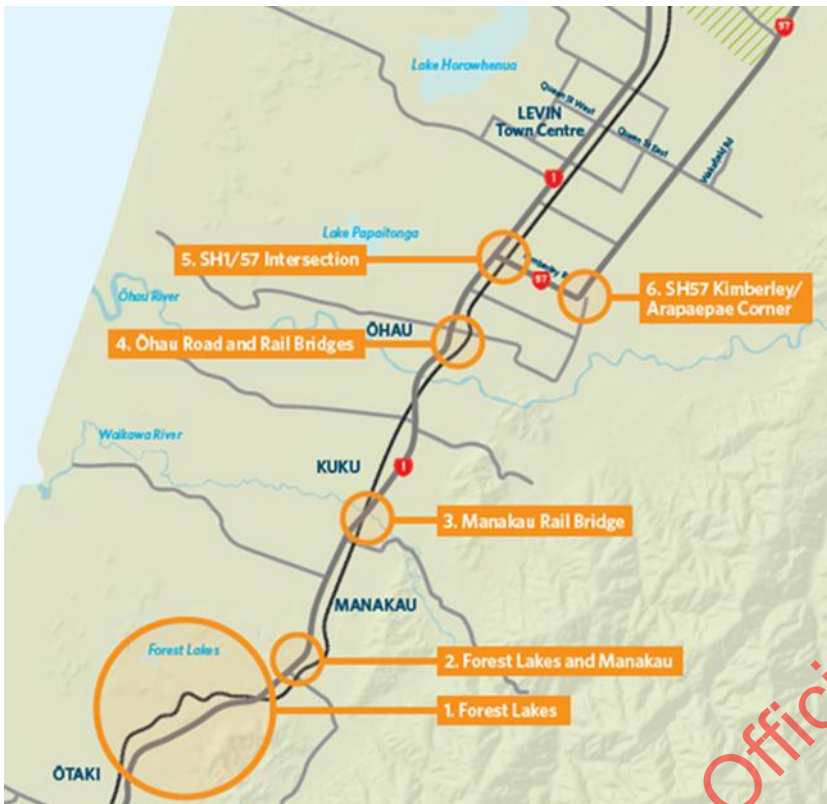 57
Lake Horowhenua
Queen St West
LEVIN
Town Centre
Queen St East
Wakefield Rd
1
Lake Papaitonga
5. SH1/57 Intersection
57
6. SH57 Kimberley/
Arapaepae Corner
Ōhau River
ŌHAU
4. Ōhau Road and Rail Bridges
Waikawa River
KUKU
1
3. Manakau Rail Bridge
MANAKAU
Forest Lakes
2. Forest Lakes and Manakau
1. Forest Lakes
ŌTAKI